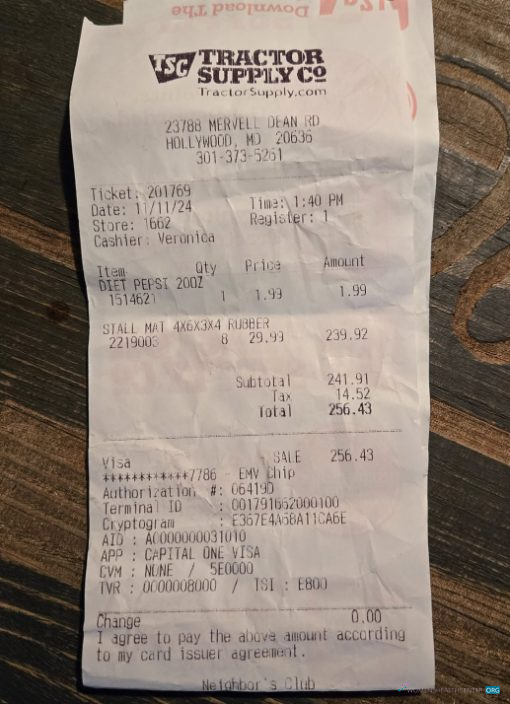 Download The
TSC TRACTOR
SUPPLY CO
TractorSupply.com
23788 MERVELL DEAN RD
HOLLYWOOD, MD 20636
301-373-5261
Ticket: 201769
Date: 11/11/24 Time: 1:40 PM
Store: 1662 Register: 1
Cashier: Veronica
Item Qty Price Amount
DIET PEPSI 20OZ
1514621 1 1.99 1.99
STALL MAT 4X6X3X4 RUBBER
2219003 8 29.99 239.92
Subtotal 241.91
Tax 14.52
Total 256.43
Visa SALE 256.43
************7786 - EMV Chip
Authorization #: 06419D
Terminal ID : 001791662000100
Cryptogram : E367E4A68A11CA6E
AID : A0000000031010
APP : CAPITAL ONE VISA
CVM : NONE / 5E0000
TVR : 0000008000 / TSI : E800
Change 0.00
I agree to pay the above amount according
to my card issuer agreement.
Neighbor's Club